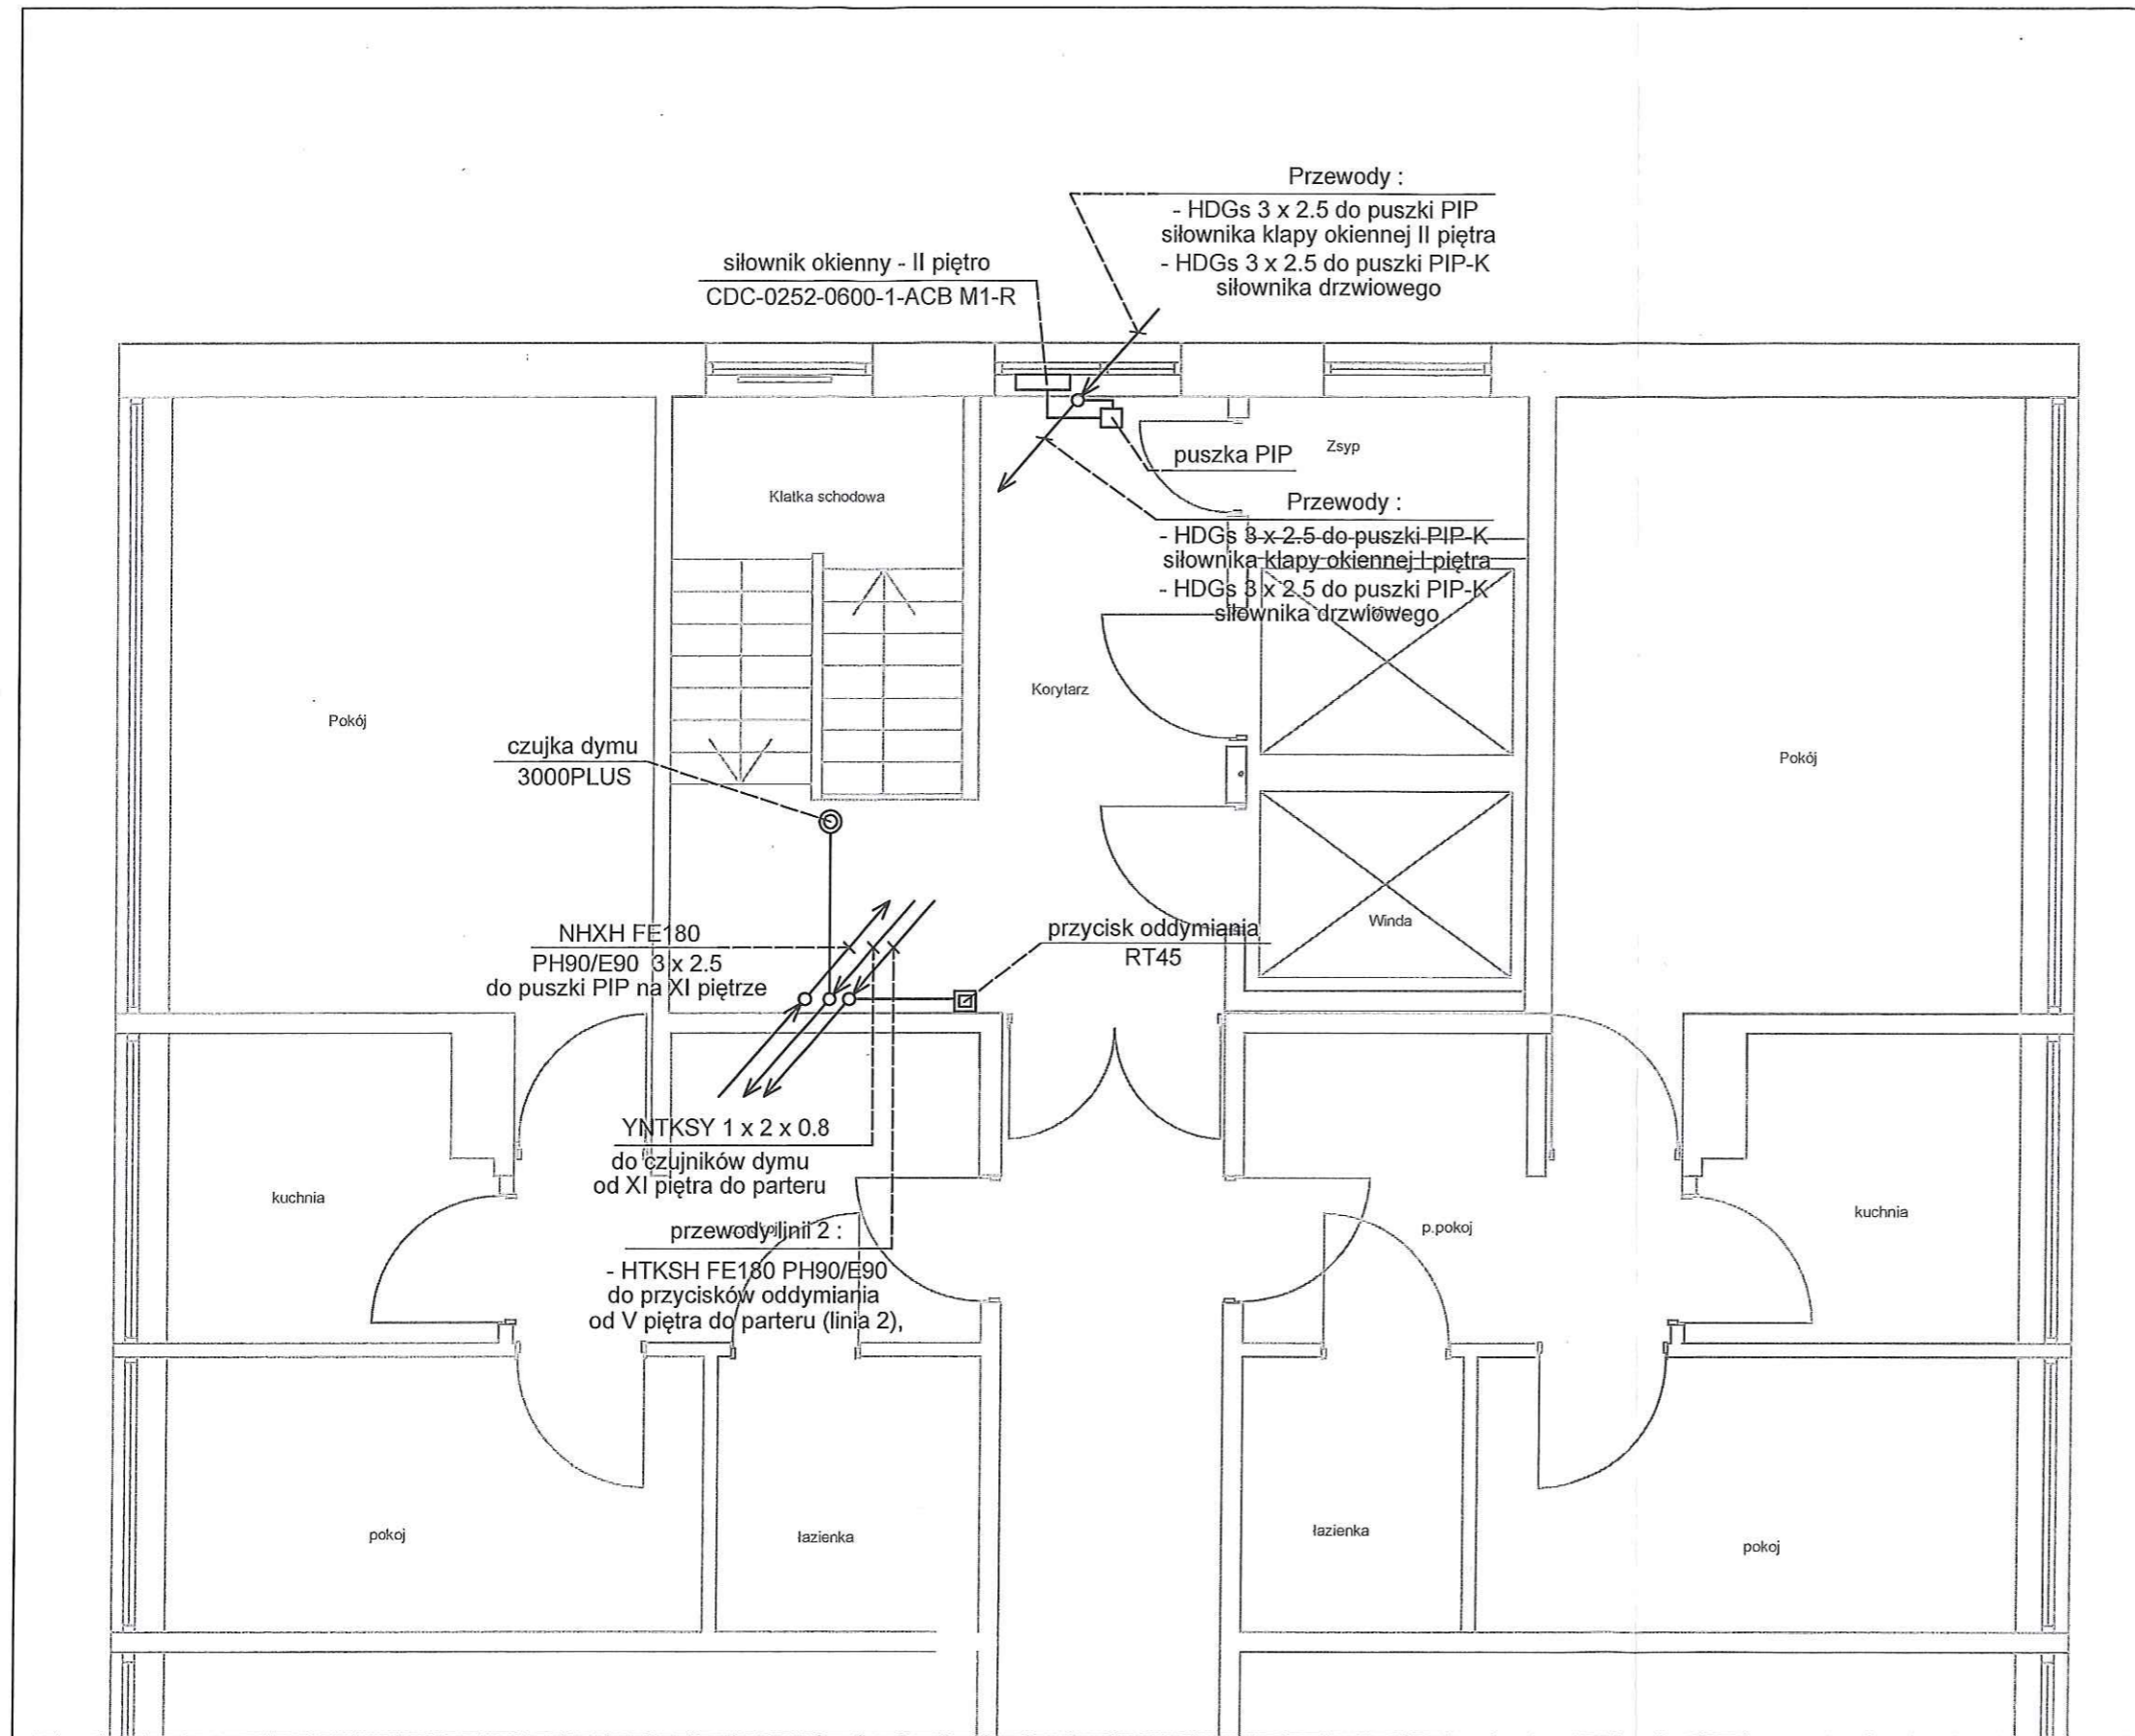 Przewody :
- HDGs 3 x 2.5 do puszki PIP
siłownika klapy okiennej II piętra
- HDGs 3 x 2.5 do puszki PIP-K
siłownika drzwiowego
siłownik okienny - II piętro
CDC-0252-0600-1-ACB M1-R
puszka PIP
Zsyp
Klatka schodowa
Przewody :
- HDGs 3 x 2.5 do puszki PIP-K
siłownika klapy okiennej I piętra
- HDGs 3 x 2.5 do puszki PIP-K
siłownika drzwiowego
Korytarz
Pokój
czujka dymu
3000PLUS
Pokój
NHXH FE180
PH90/E90 3 x 2.5
do puszki PIP na XI piętrze
przycisk oddymiania
RT45
Winda
YNTKSY 1 x 2 x 0.8
do czujników dymu
od XI piętra do parteru
kuchnia
przewody linii 2 :
- HTKSH FE180 PH90/E90
do przycisków oddymiania
od V piętra do parteru (linia 2),
p.pokoj
kuchnia
pokoj
łazienka
łazienka
pokoj